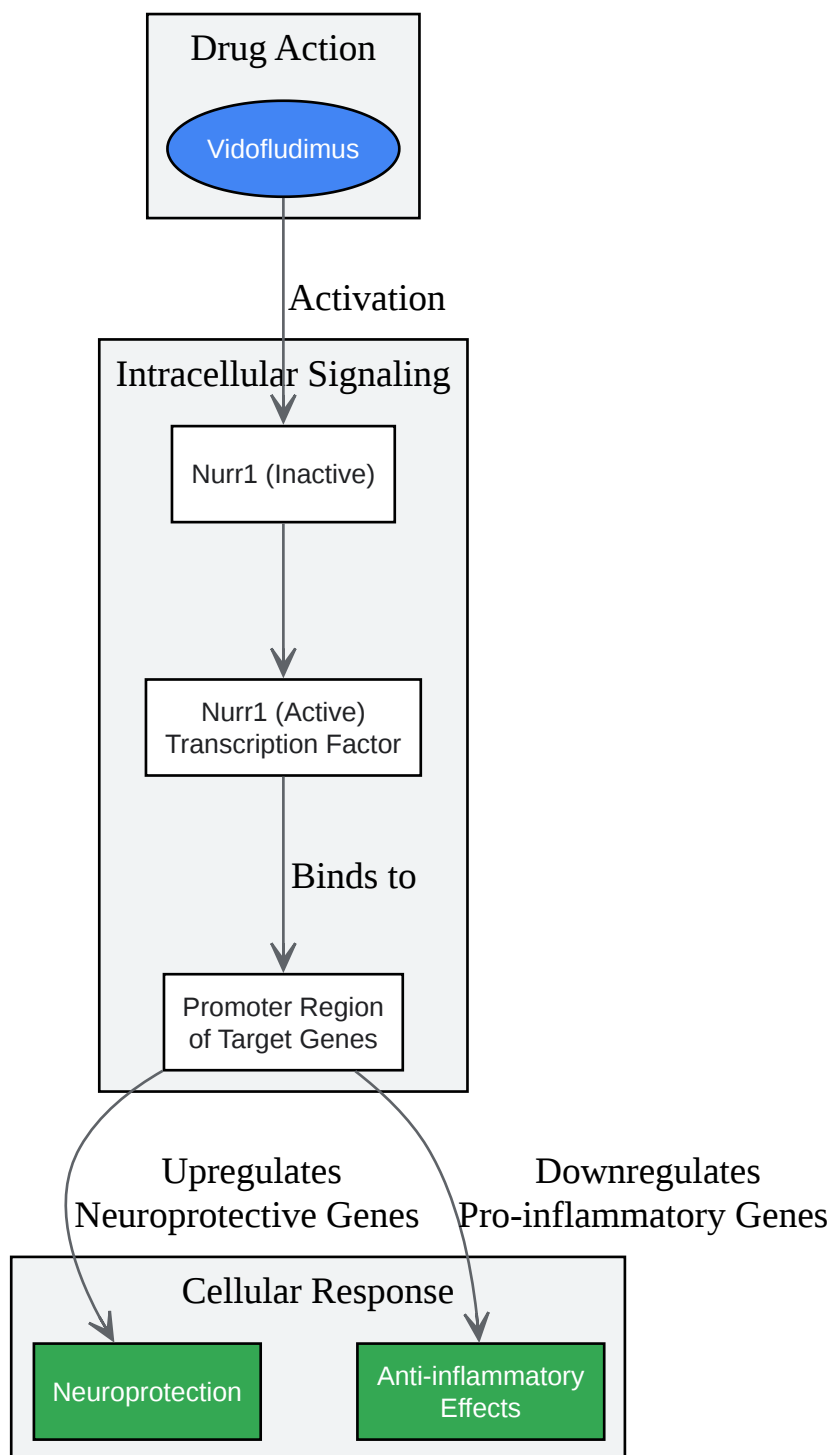 Drug Action
Vidofludimus
Activation
Intracellular Signaling
Nurr1 (Inactive)
Nurr1 (Active)
Transcription Factor
Binds to
Promoter Region
of Target Genes
Upregulates
Neuroprotective Genes
Downregulates
Pro-inflammatory Genes
Cellular Response
Neuroprotection
Anti-inflammatory
Effects